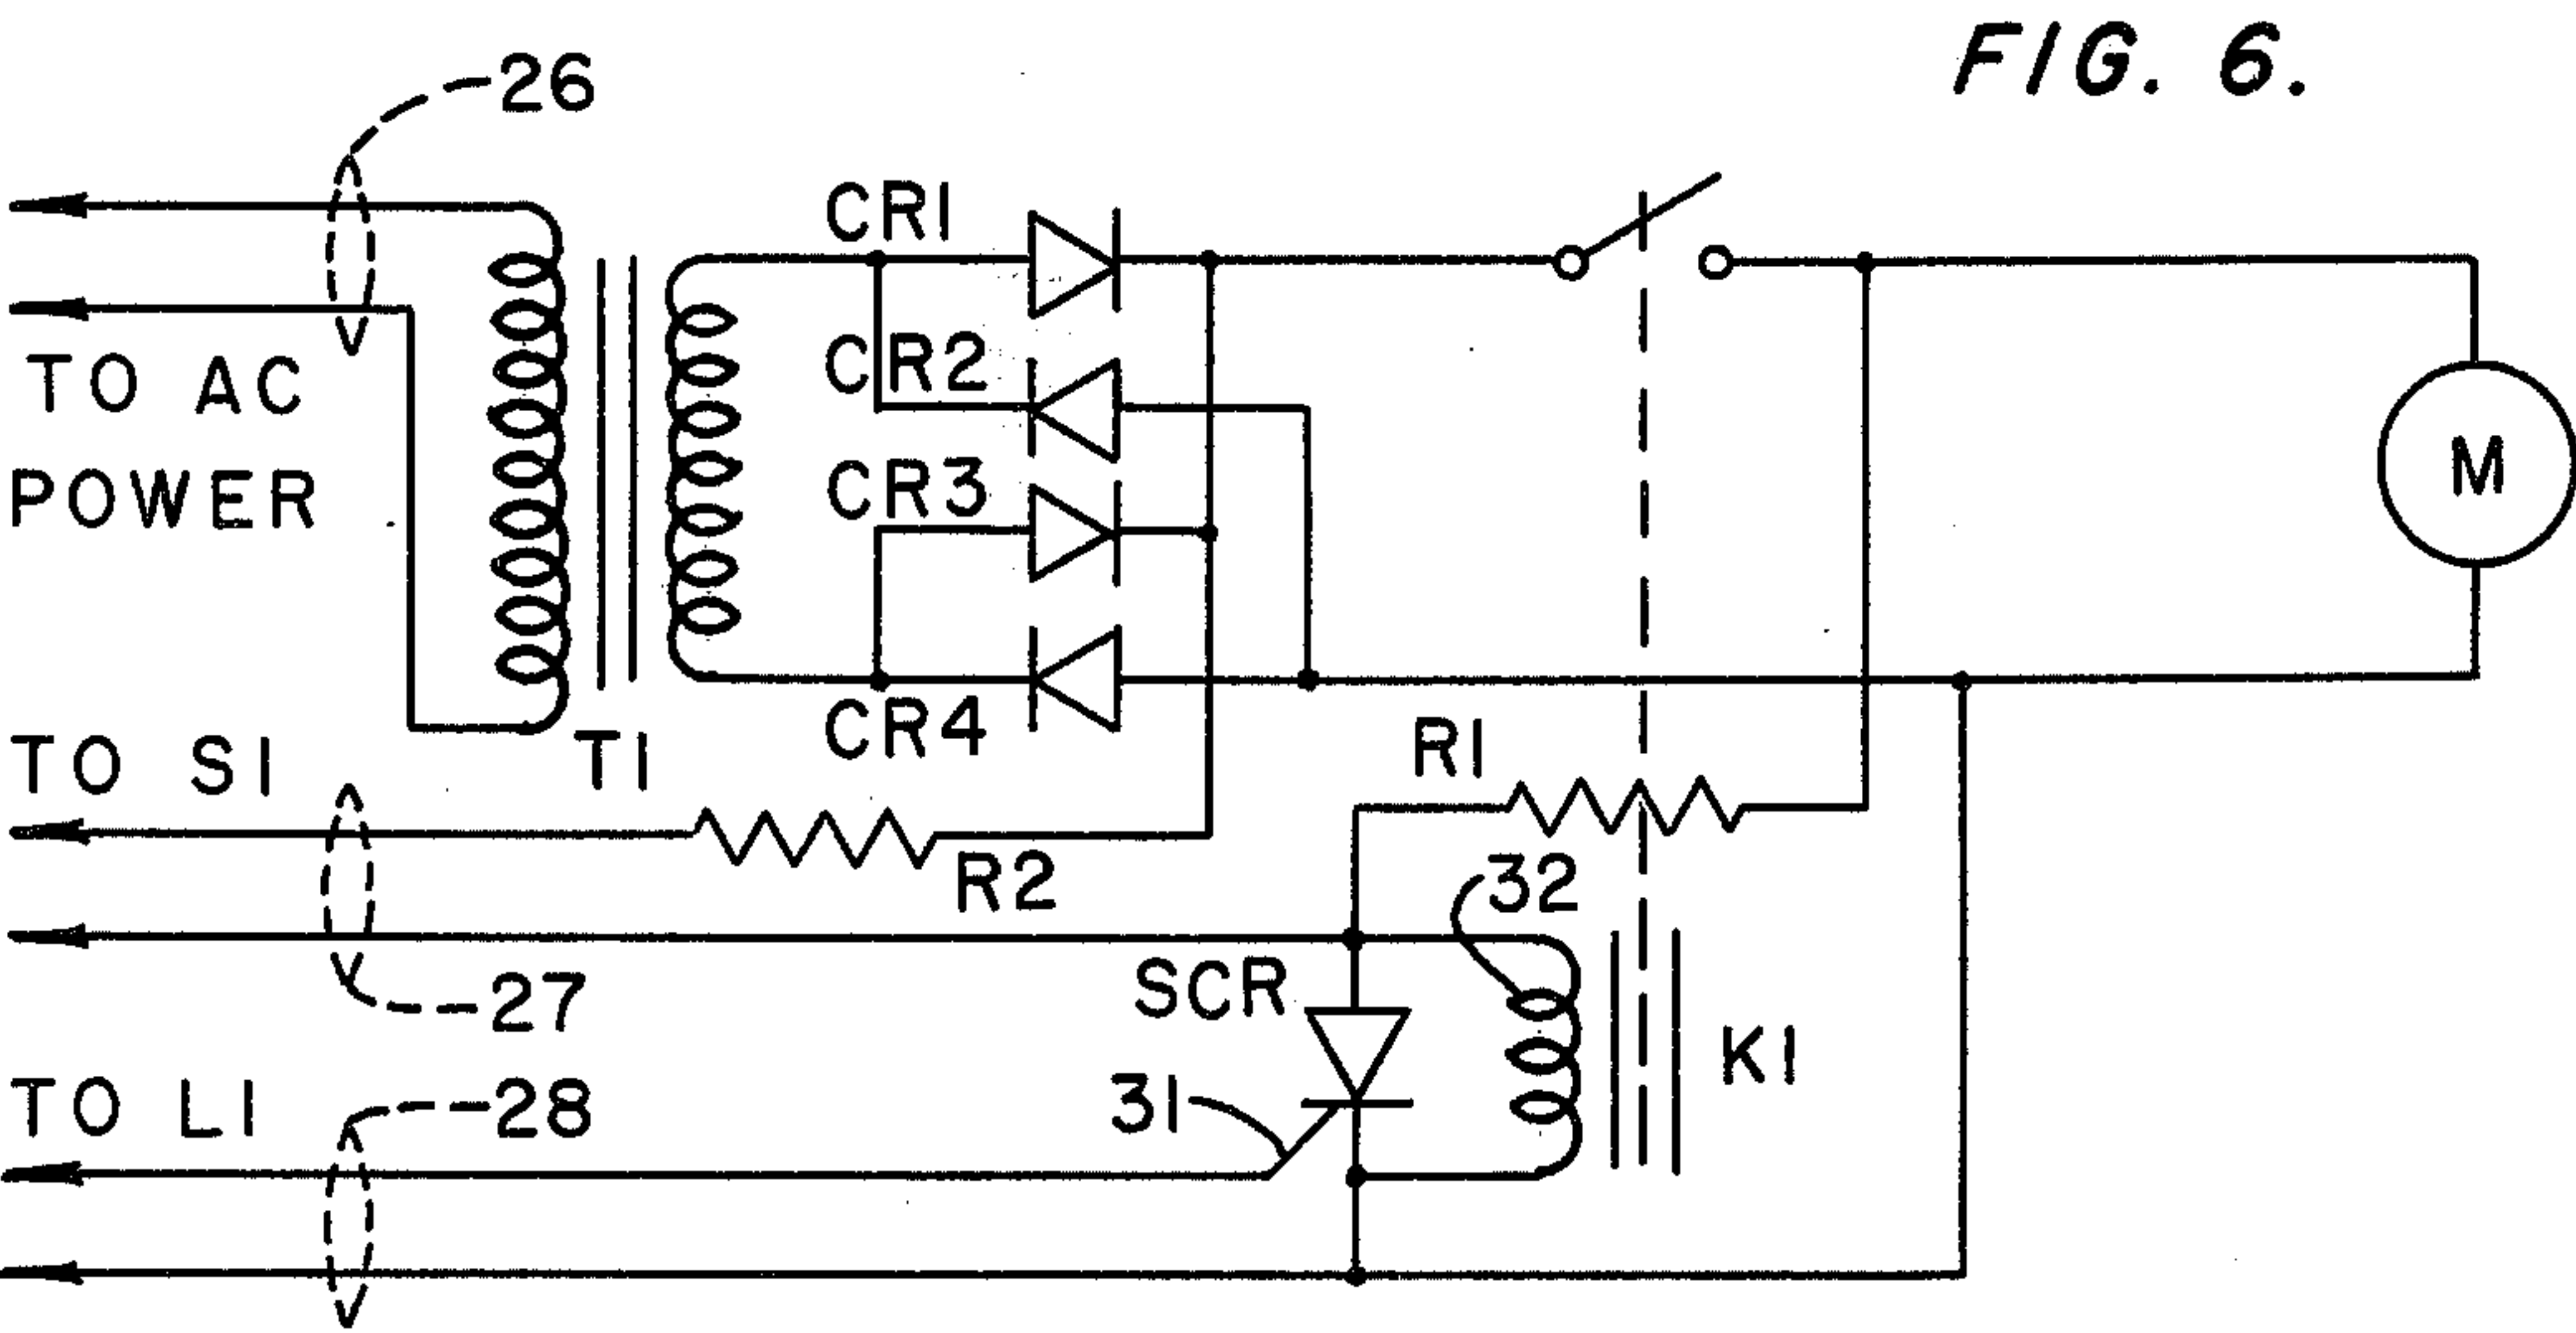 FIG. 6.
26
CR1
CR2
TO AC
POWER
CR3
M
CR4
R1
TO S1
T1
R2
32
SCR
27
K1
TO L1
28
31